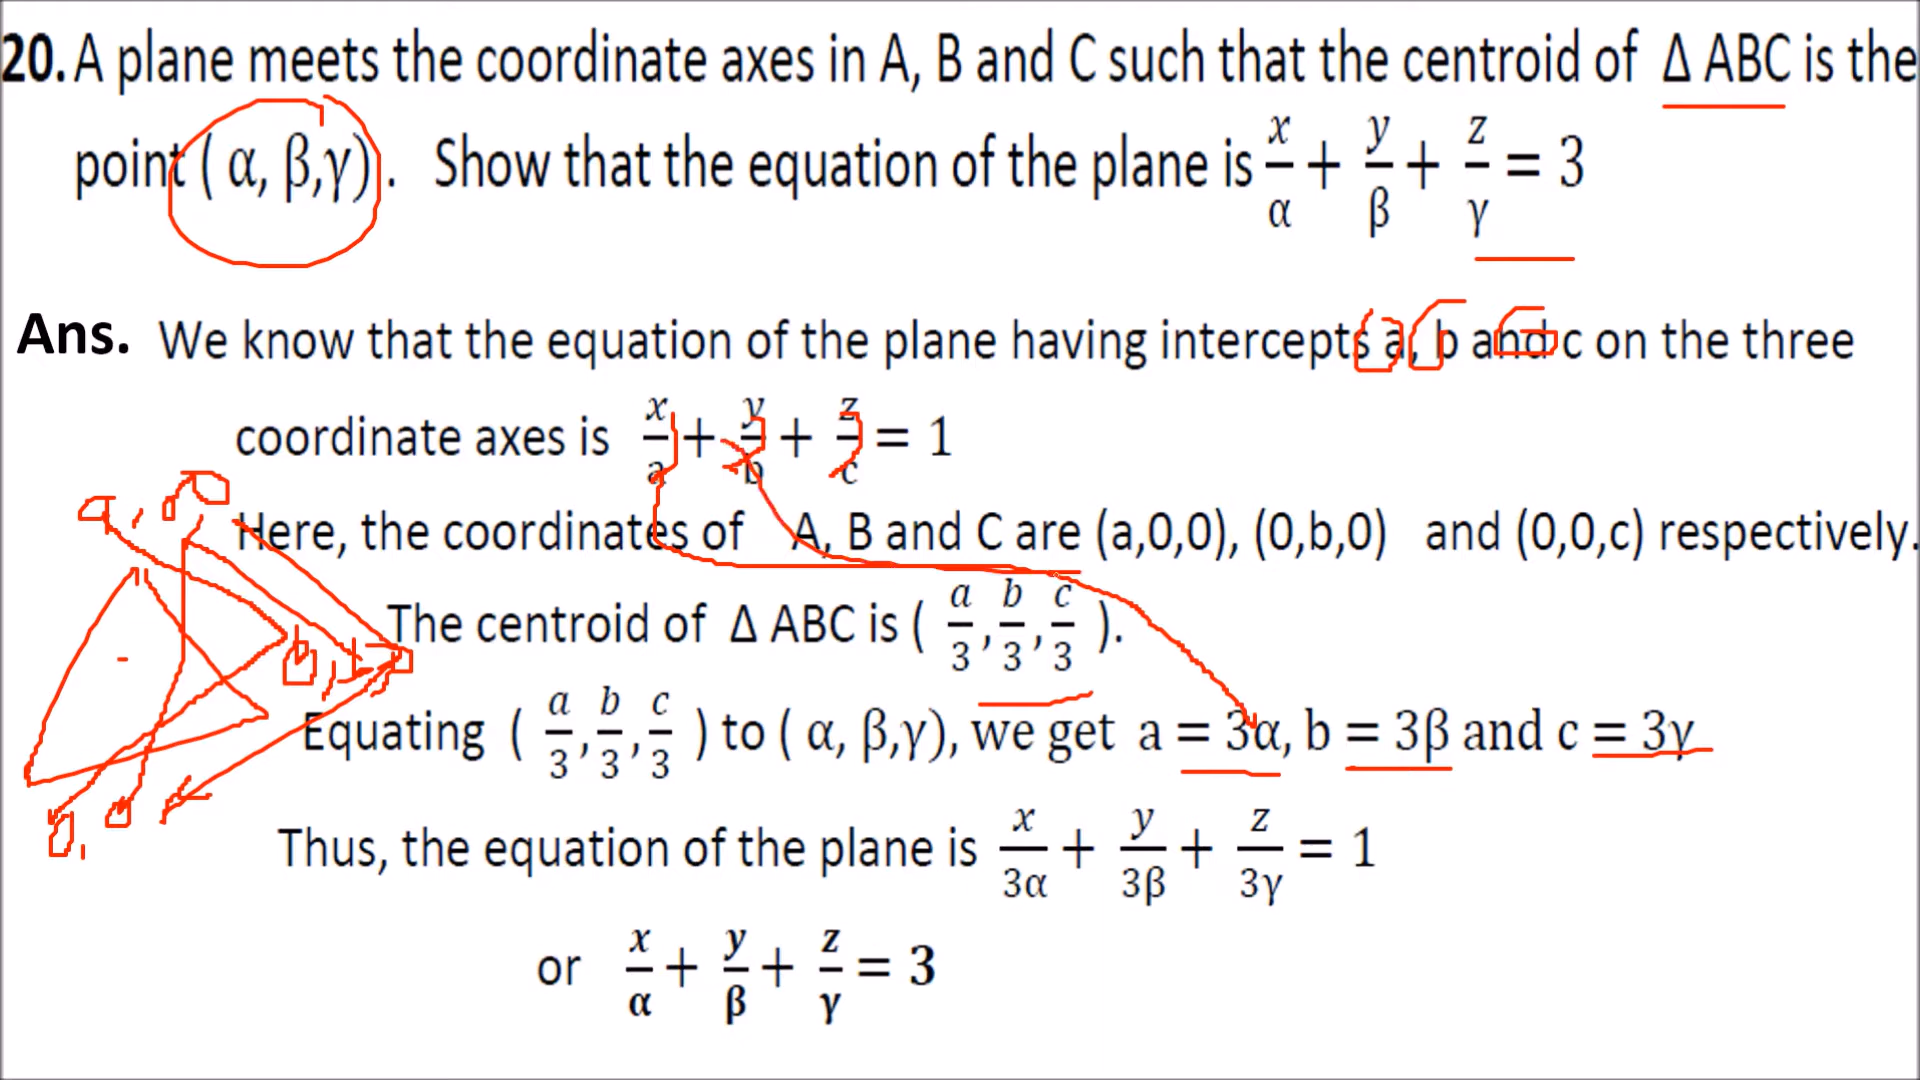 20. A plane meets the coordinate axes in A, B and C such that the centroid of Δ ABC is the
point ( α, β,γ) . Show that the equation of the plane is x/α + y/β + z/γ = 3
Ans. We know that the equation of the plane having intercepts a, b and c on the three
coordinate axes is x/a + y/b + z/c = 1
Here, the coordinates of A, B and C are (a,0,0), (0,b,0) and (0,0,c) respectively.
The centroid of Δ ABC is ( a/3, b/3, c/3 ).
Equating ( a/3, b/3, c/3 ) to ( α, β,γ), we get a = 3α, b = 3β and c = 3γ
Thus, the equation of the plane is x/3α + y/3β + z/3γ = 1
or x/α + y/β + z/γ = 3